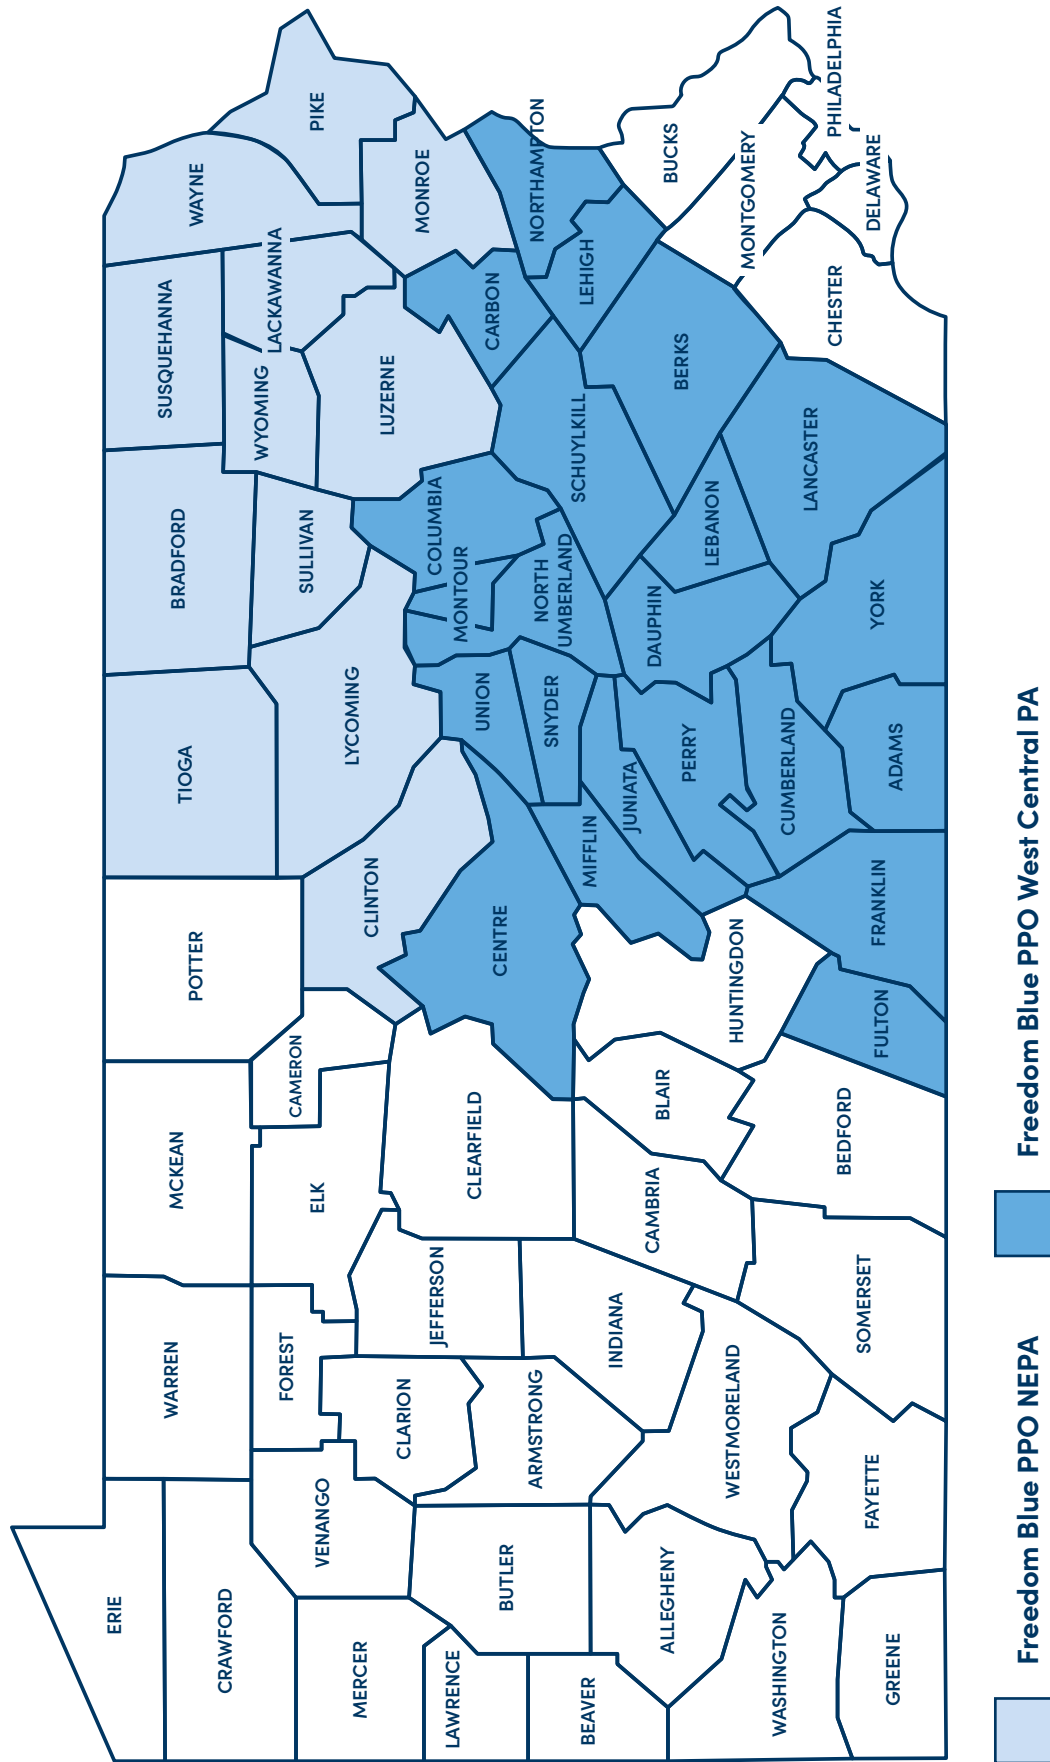 ERIE
CRAWFORD
MERCER
LAWRENCE
BEAVER
WASHINGTON
GREENE
WARREN
VENANGO
BUTLER
ALLEGHENY
FAYETTE
FOREST
CLARION
ARMSTRONG
WESTMORELAND
MCKEAN
ELK
JEFFERSON
INDIANA
SOMERSET
POTTER
CAMERON
CLEARFIELD
CAMBRIA
BLAIR
BEDFORD
TIOGA
CLINTON
CENTRE
HUNTINGDON
FULTON
FRANKLIN
LYCOMING
UNION
SNYDER
MIFFLIN
JUNIATA
PERRY
CUMBERLAND
ADAMS
BRADFORD
SULLIVAN
COLUMBIA
MONTOUR
NORTH
UMBERLAND
DAUPHIN
LEBANON
YORK
SUSQUEHANNA
WYOMING
LACKAWANNA
LUZERNE
SCHUYLKILL
BERKS
LANCASTER
WAYNE
PIKE
MONROE
CARBON
NORTHAMPTON
LEHIGH
BUCKS
MONTGOMERY
CHESTER
DELAWARE
PHILADELPHIA
Freedom Blue PPO NEPA
Freedom Blue PPO West Central PA